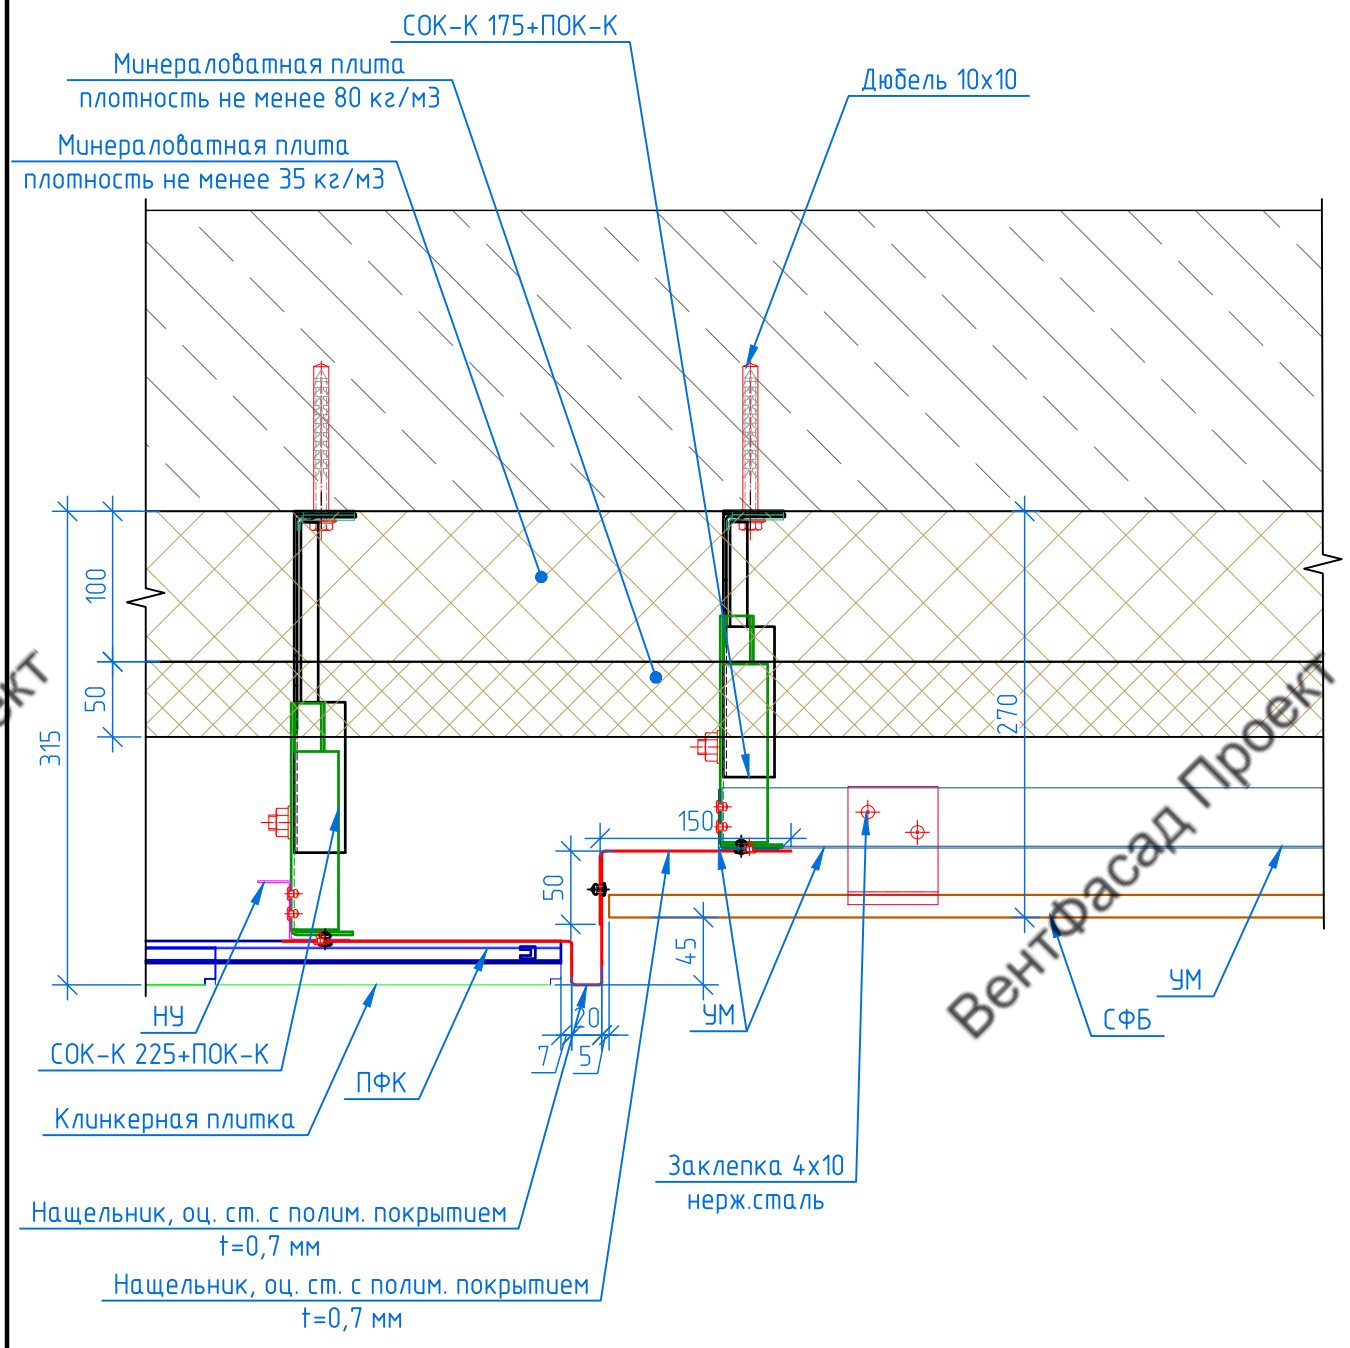 СОК-К 175+ПОК-К
Минераловатная плита
плотность не менее 80 кг/м3
Дюбель 10х10
Минераловатная плита
плотность не менее 35 кг/м3
100
50
315
270
150
50
45
20
7
5
НУ
СОК-К 225+ПОК-К
ПФК
Клинкерная плитка
УМ
УМ
СФБ
Заклепка 4х10
нерж.сталь
Нащельник, оц. ст. с полим. покрытием
t=0,7 мм
Нащельник, оц. ст. с полим. покрытием
t=0,7 мм
ВентФасад Проект